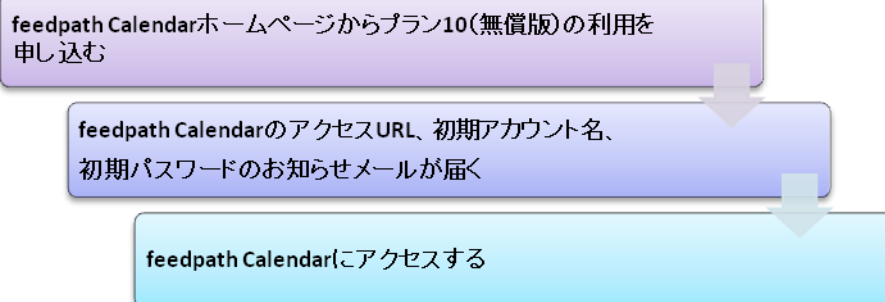 feedpath Calendarホームページからプラン10(無償版)の利用を
申し込む
feedpath CalendarのアクセスURL、初期アカウント名、
初期パスワードのお知らせメールが届く
feedpath Calendarにアクセスする